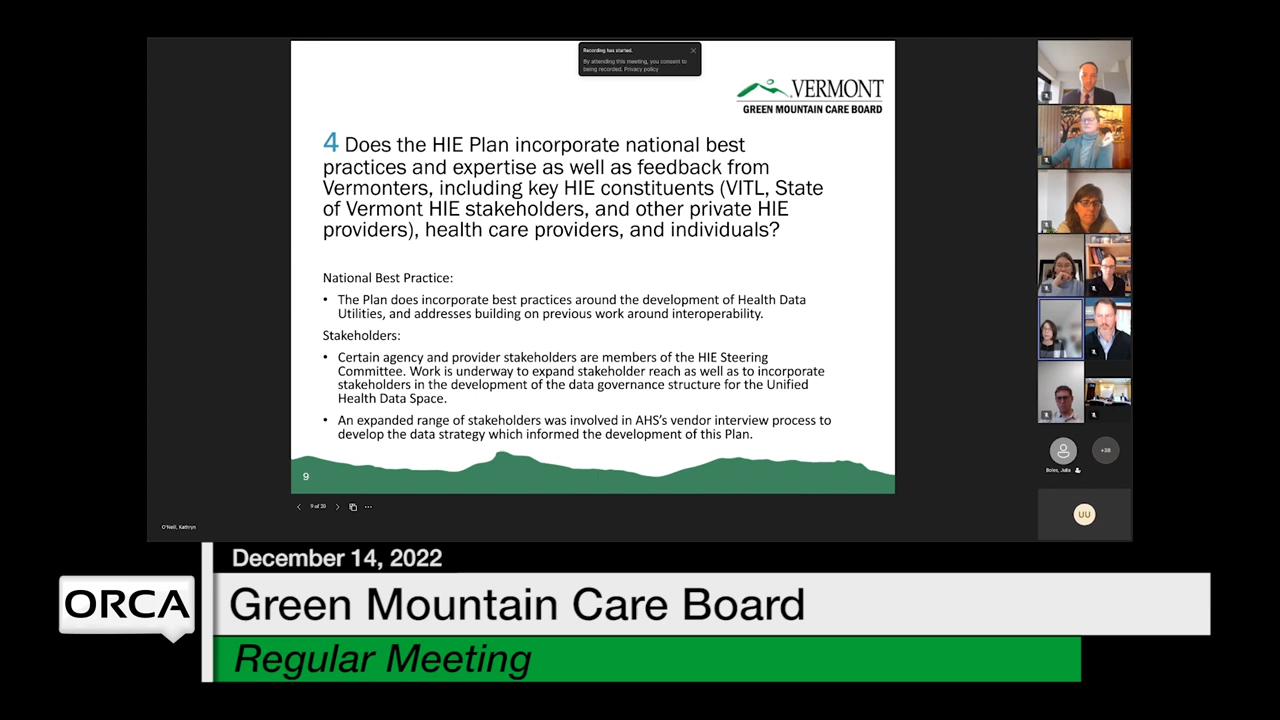 Recording has started.
By attending this meeting, you consent to
being recorded. Privacy policy
VERMONT
GREEN MOUNTAIN CARE BOARD
4 Does the HIE Plan incorporate national best
practices and expertise as well as feedback from
Vermonters, including key HIE constituents (VITL, State
of Vermont HIE stakeholders, and other private HIE
providers), health care providers, and individuals?
National Best Practice:
• The Plan does incorporate best practices around the development of Health Data
Utilities, and addresses building on previous work around interoperability.
Stakeholders:
• Certain agency and provider stakeholders are members of the HIE Steering
Committee. Work is underway to expand stakeholder reach as well as to incorporate
stakeholders in the development of the data governance structure for the Unified
Health Data Space.
• An expanded range of stakeholders was involved in AHS's vendor interview process to
develop the data strategy which informed the development of this Plan.
9
9 of 20
O'Neill, Kathryn
Boles, Julia
+38
UU
December 14, 2022
ORCA
Green Mountain Care Board
Regular Meeting